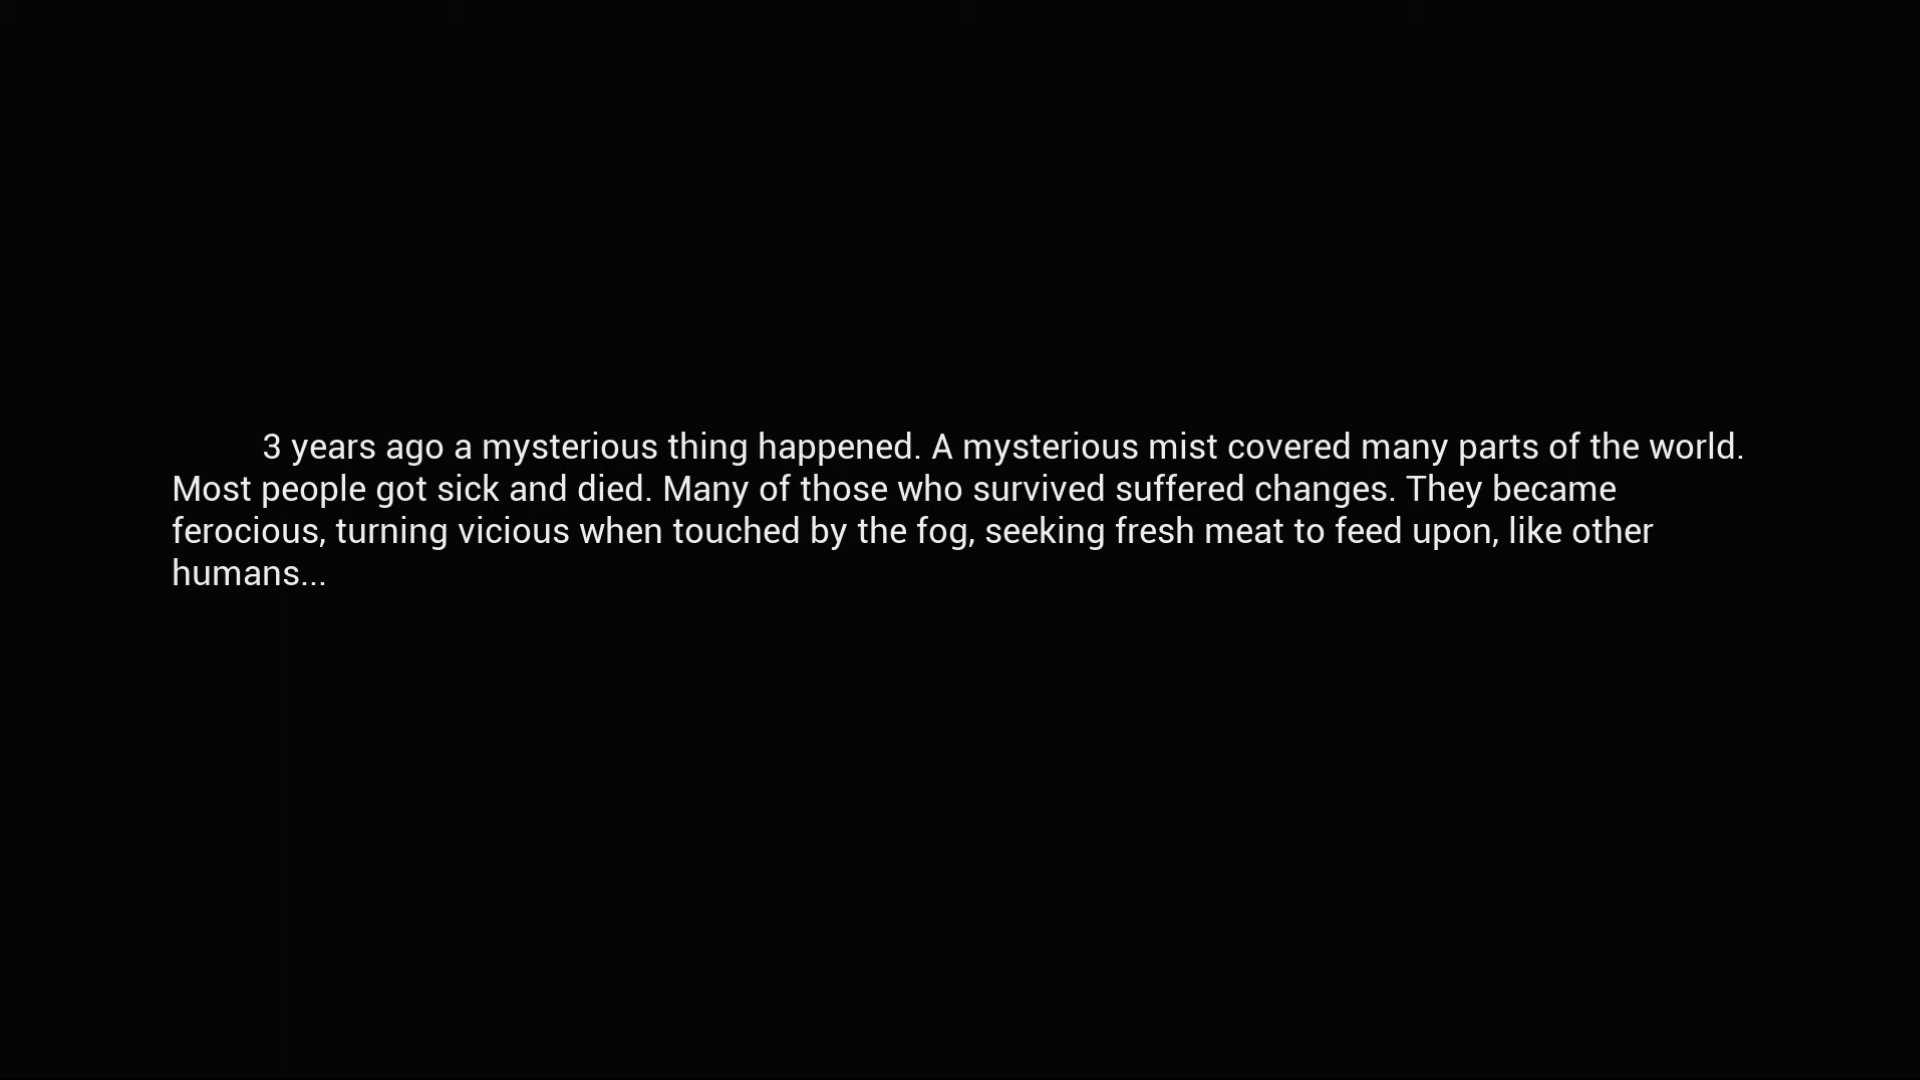 3 years ago a mysterious thing happened. A mysterious mist covered many parts of the world.
Most people got sick and died. Many of those who survived suffered changes. They became
ferocious, turning vicious when touched by the fog, seeking fresh meat to feed upon, like other
humans...